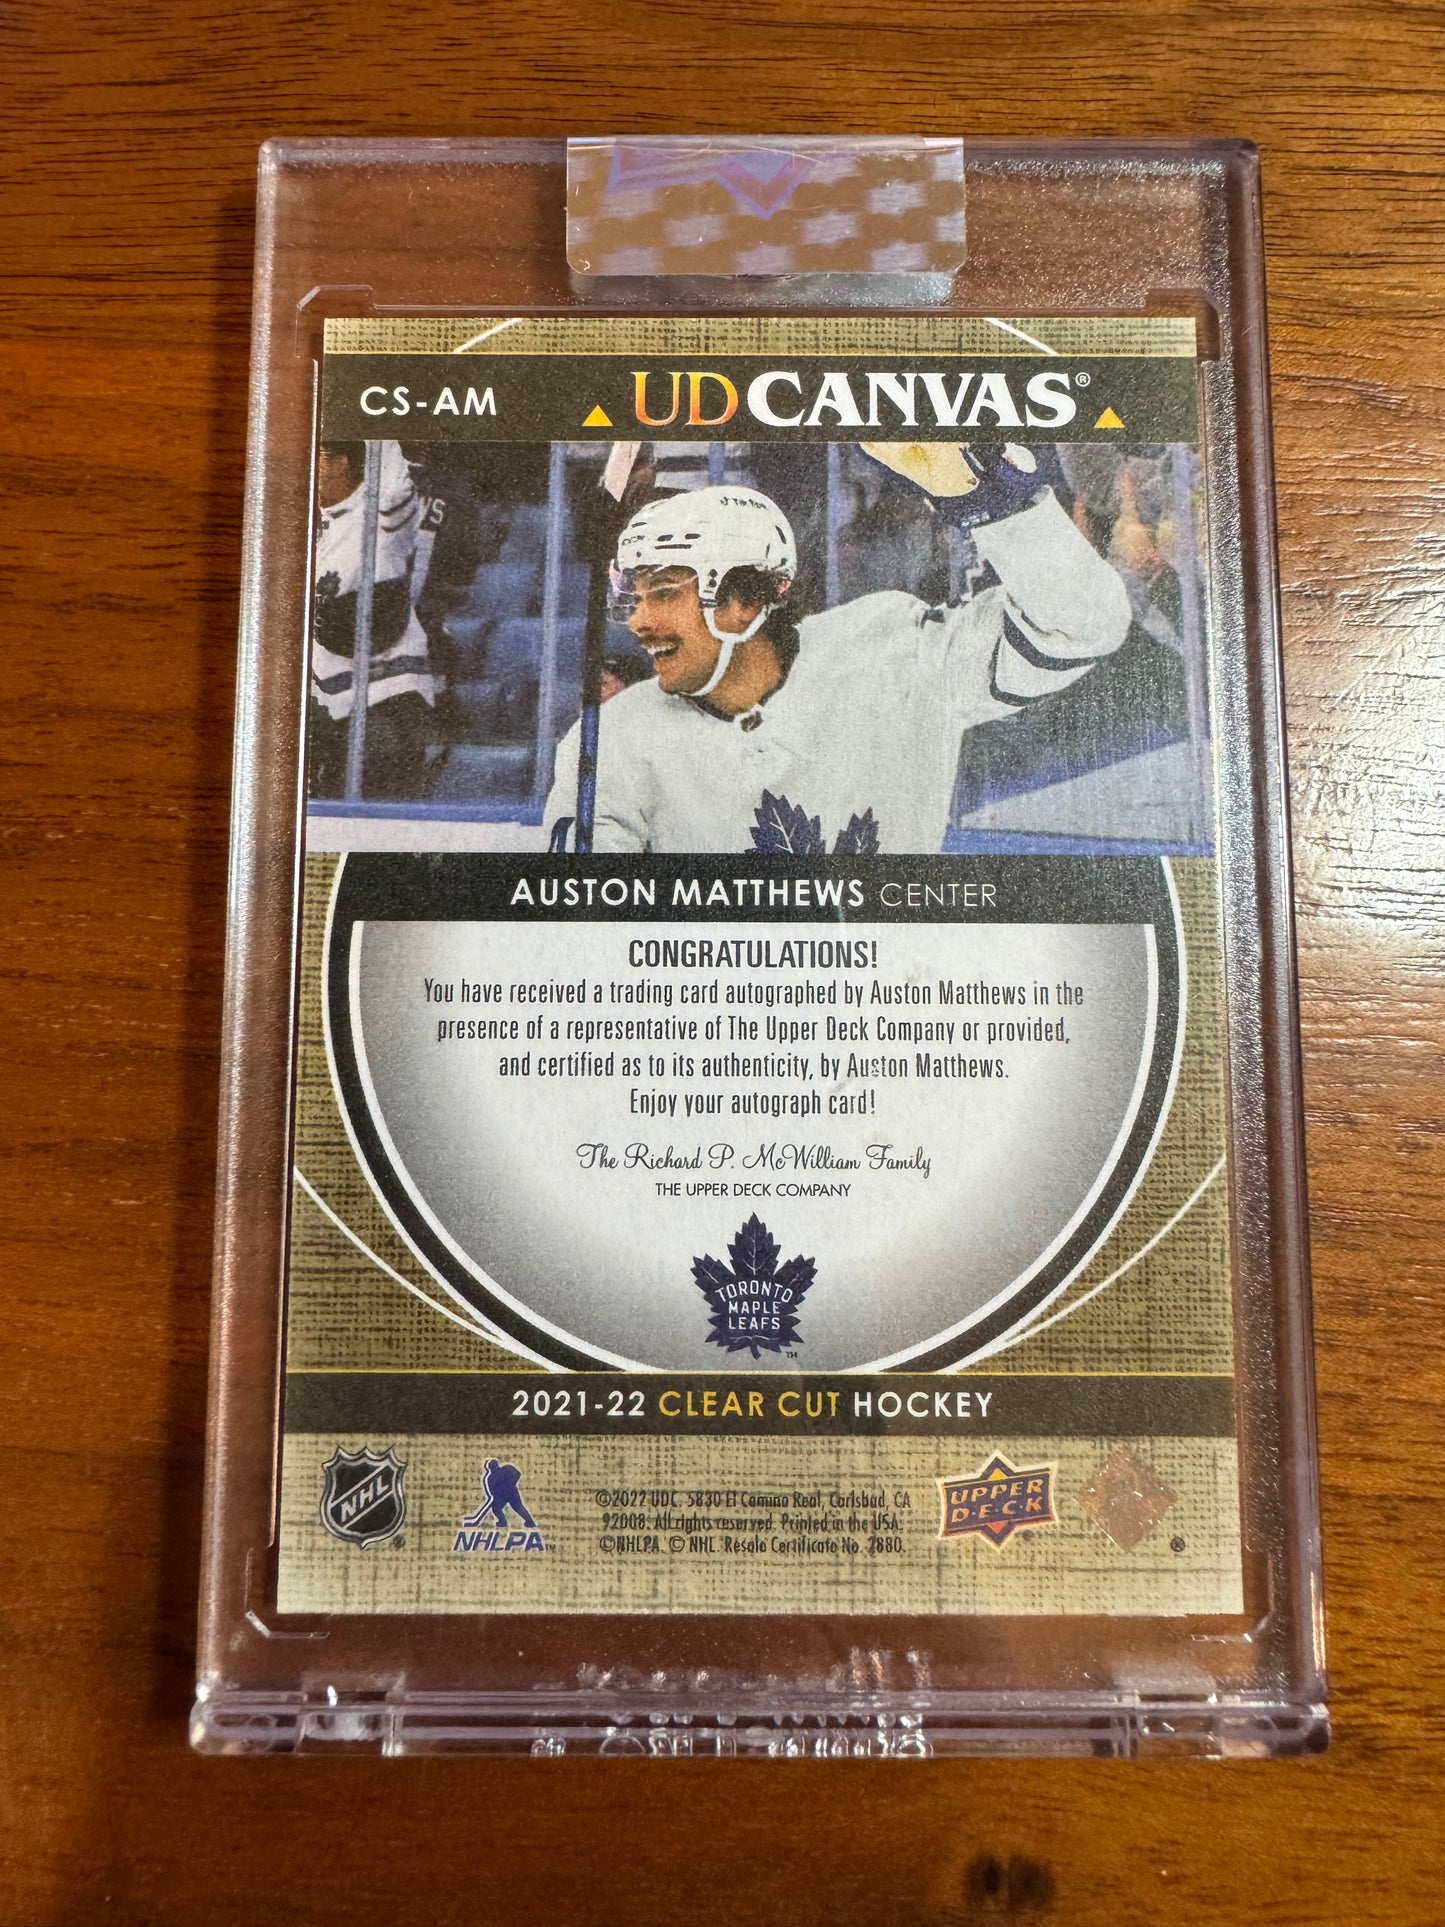 CS-AM
UD CANVAS®
AUSTON MATTHEWS CENTER
CONGRATULATIONS!
You have received a trading card autographed by Auston Matthews in the
presence of a representative of The Upper Deck Company or provided,
and certified as to its authenticity, by Auston Matthews.
Enjoy your autograph card!
The Richard P. McWilliam Family
THE UPPER DECK COMPANY
TORONTO
MAPLE
LEAFS
TM
2021-22 CLEAR CUT HOCKEY
NHL
®
NHLPA
©2022 UDC. 5830 El Camino Real, Carlsbad, CA
92008. All rights reserved. Printed in the USA.
©NHLPA. © NHL. Resale Certificate No. 2880.
UPPER
D·E·C·K
®
®